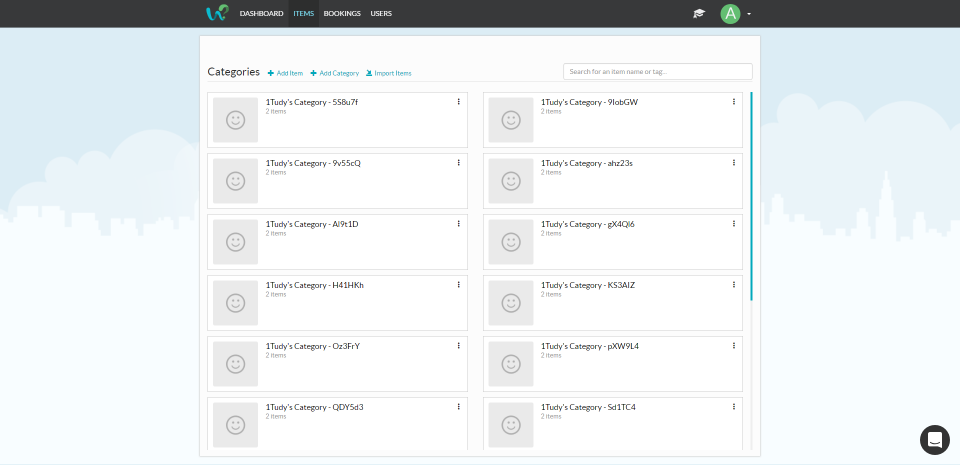 DASHBOARD ITEMS BOOKINGS USERS A
Categories Add Item Add Category Import Items Search for an item name or tag...
1Tudy's Category - 5S8u7f
2 items
1Tudy's Category - 9IobGW
2 items
1Tudy's Category - 9v55cQ
2 items
1Tudy's Category - ahz23s
2 items
1Tudy's Category - AI9t1D
2 items
1Tudy's Category - gX4QI6
2 items
1Tudy's Category - H41HKh
2 items
1Tudy's Category - KS3AIZ
2 items
1Tudy's Category - Oz3FrY
2 items
1Tudy's Category - pXW9L4
2 items
1Tudy's Category - QDY5d3
2 items
1Tudy's Category - Sd1TC4
2 items